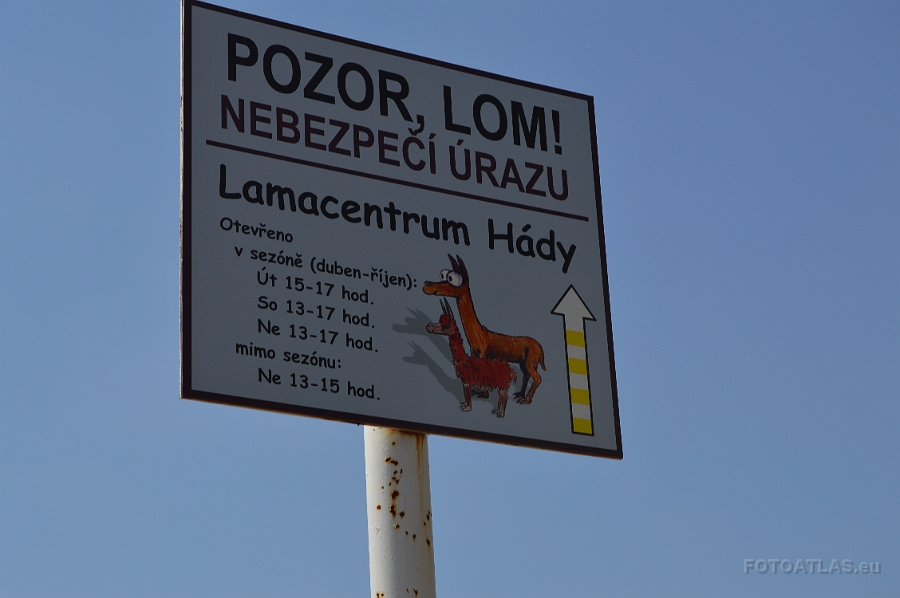 POZOR, LOM!
NEBEZPEČÍ ÚRAZU
Lamacentrum Hády
Otevřeno
v sezóně (duben-říjen):
Út 15-17 hod.
So 13-17 hod.
Ne 13-17 hod.
mimo sezónu:
Ne 13-15 hod.
FOTOATLAS.eu